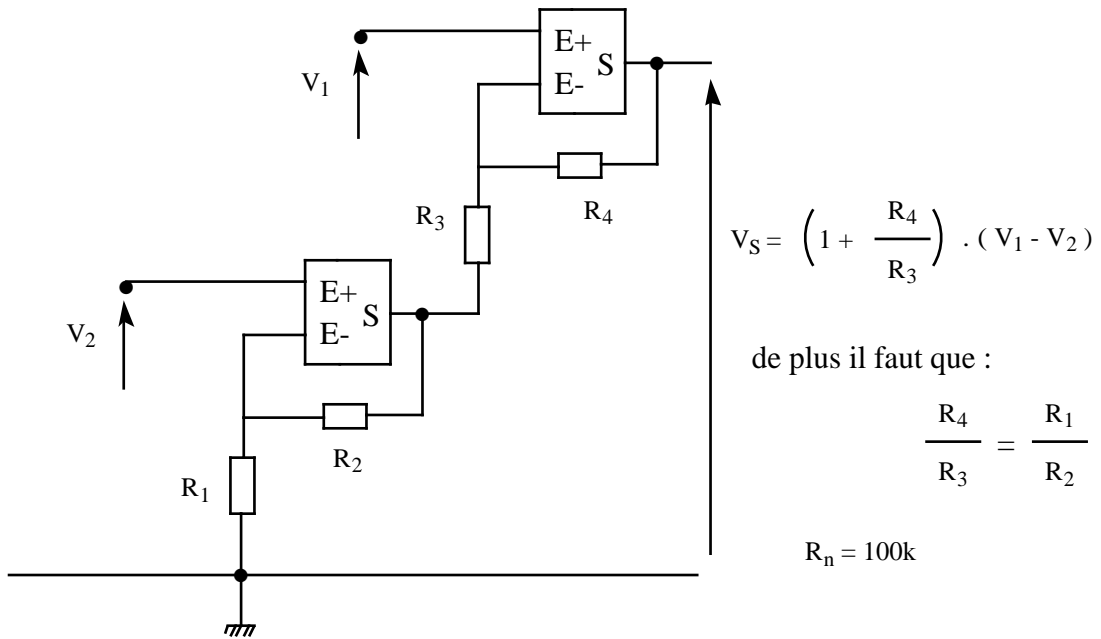 V1
E+
E-
S
R4
R3
VS = ( 1 + R4 / R3 ) . ( V1 - V2 )
V2
E+
E-
S
de plus il faut que :
R4 / R3 = R1 / R2
R2
R1
Rn = 100k